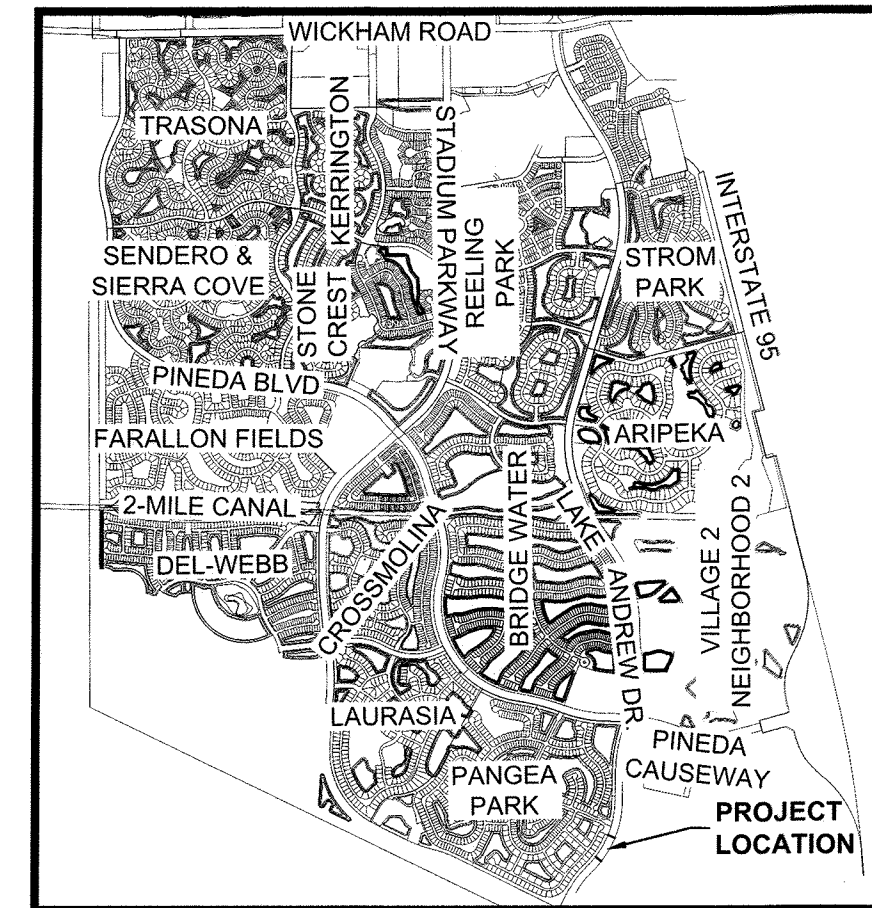 WICKHAM ROAD
TRASONA
KERRINGTON
STADIUM PARKWAY
INTERSTATE 95
SENDERO &
SIERRA COVE
STONE
CREST
REELING
PARK
STROM
PARK
PINEDA BLVD
FARALLON FIELDS
ARIPEKA
2-MILE CANAL
DEL-WEBB
CROSSMOLINA
BRIDGE WATER
LAKE ANDREW DR.
VILLAGE 2
NEIGHBORHOOD 2
LAURASIA
PANGEA
PARK
PINEDA
CAUSEWAY
PROJECT
LOCATION